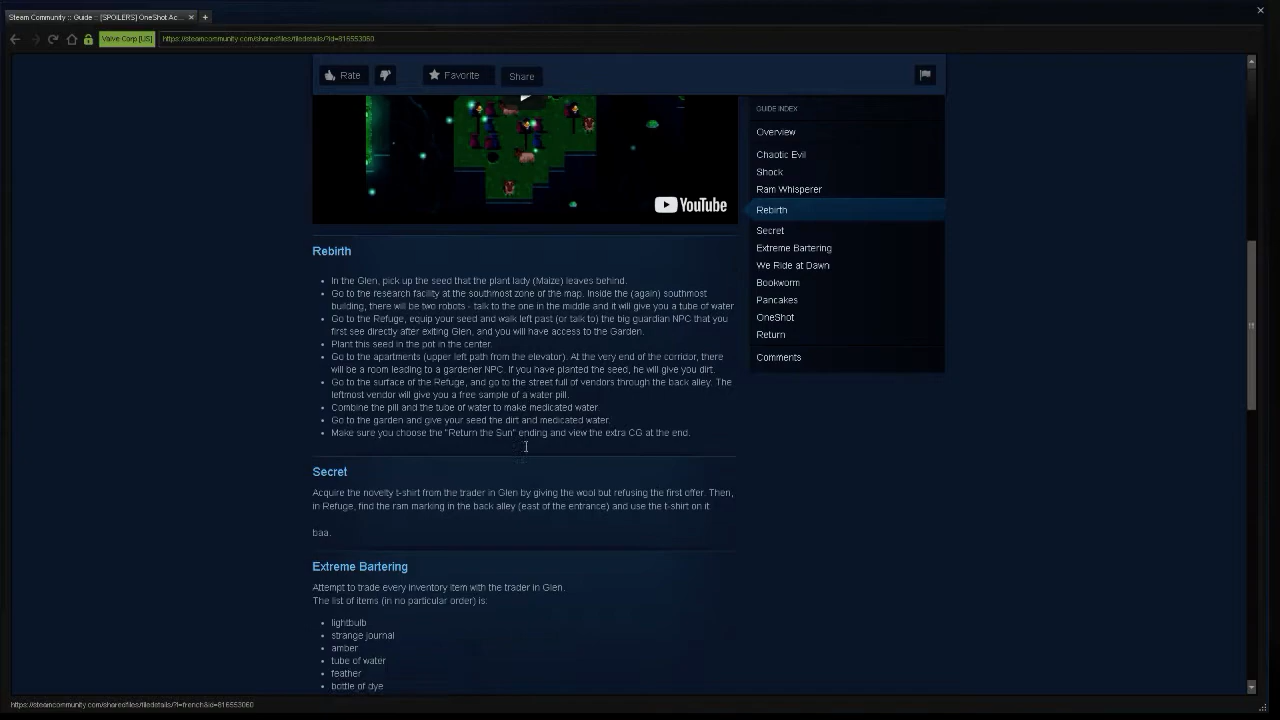 Steam Community :: Guide :: [SPOILERS] OneShot Ac...
Valve Corp [US]
https://steamcommunity.com/sharedfiles/filedetails/?id=816553060
Rate
Favorite
Share
YouTube
GUIDE INDEX
Overview
Chaotic Evil
Shock
Ram Whisperer
Rebirth
Secret
Extreme Bartering
We Ride at Dawn
Bookworm
Pancakes
OneShot
Return
Comments
Rebirth
In the Glen, pick up the seed that the plant lady (Maize) leaves behind.
Go to the research facility at the southmost zone of the map. Inside the (again) southmost
building, there will be two robots - talk to the one in the middle and it will give you a tube of water
Go to the Refuge, equip your seed and walk left past (or talk to) the big guardian NPC that you
first see directly after exiting Glen, and you will have access to the Garden.
Plant this seed in the pot in the center.
Go to the apartments (upper left path from the elevator). At the very end of the corridor, there
will be a room leading to a gardener NPC. If you have planted the seed, he will give you dirt.
Go to the surface of the Refuge, and go to the street full of vendors through the back alley. The
leftmost vendor will give you a free sample of a water pill.
Combine the pill and the tube of water to make medicated water.
Go to the garden and give your seed the dirt and medicated water.
Make sure you choose the "Return the Sun" ending and view the extra CG at the end.
Secret
Acquire the novelty t-shirt from the trader in Glen by giving the wool but refusing the first offer. Then,
in Refuge, find the ram marking in the back alley (east of the entrance) and use the t-shirt on it
baa.
Extreme Bartering
Attempt to trade every inventory item with the trader in Glen.
The list of items (in no particular order) is:
lightbulb
strange journal
amber
tube of water
feather
bottle of dye
https://steamcommunity.com/sharedfiles/filedetails/?l=french&id=816553060